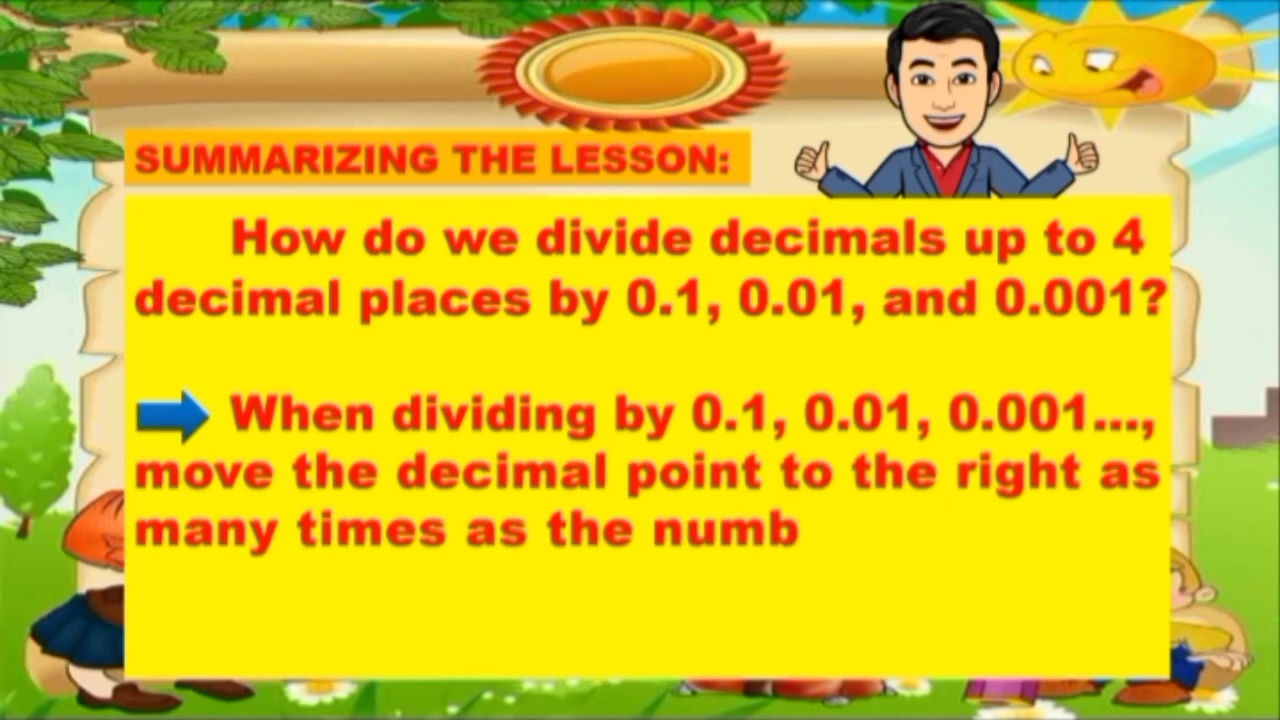 SUMMARIZING THE LESSON:
How do we divide decimals up to 4
decimal places by 0.1, 0.01, and 0.001?
When dividing by 0.1, 0.01, 0.001...,
move the decimal point to the right as
many times as the numb